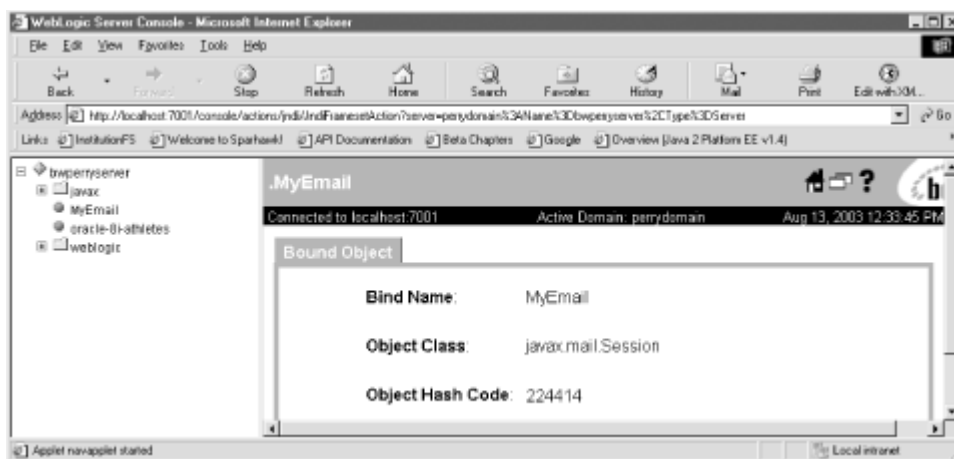 WebLogic Server Console - Microsoft Internet Explorer
File Edit View Favorites Tools Help
Back Forward Stop Refresh Home Search Favorites History Mail Print Edit with XM...
Address http://localhost:7001/console/actions/jndi/JndiFramesetAction?server=perrydomain%3AName%3Dbwperryserver%2CType%3DServer Go
Links InstitutionFS Welcome to Sparhawk! API Documentation Beta Chapters Google Overview (Java 2 Platform EE v1.4)
bwperryserver
javax
MyEmail
oracle-8i-athletes
weblogic
.MyEmail ?
Connected to localhost:7001 Active Domain: perrydomain Aug 13, 2003 12:33:45 PM
Bound Object
Bind Name: MyEmail
Object Class: javax.mail.Session
Object Hash Code: 224414
Applet navapplet started Local intranet